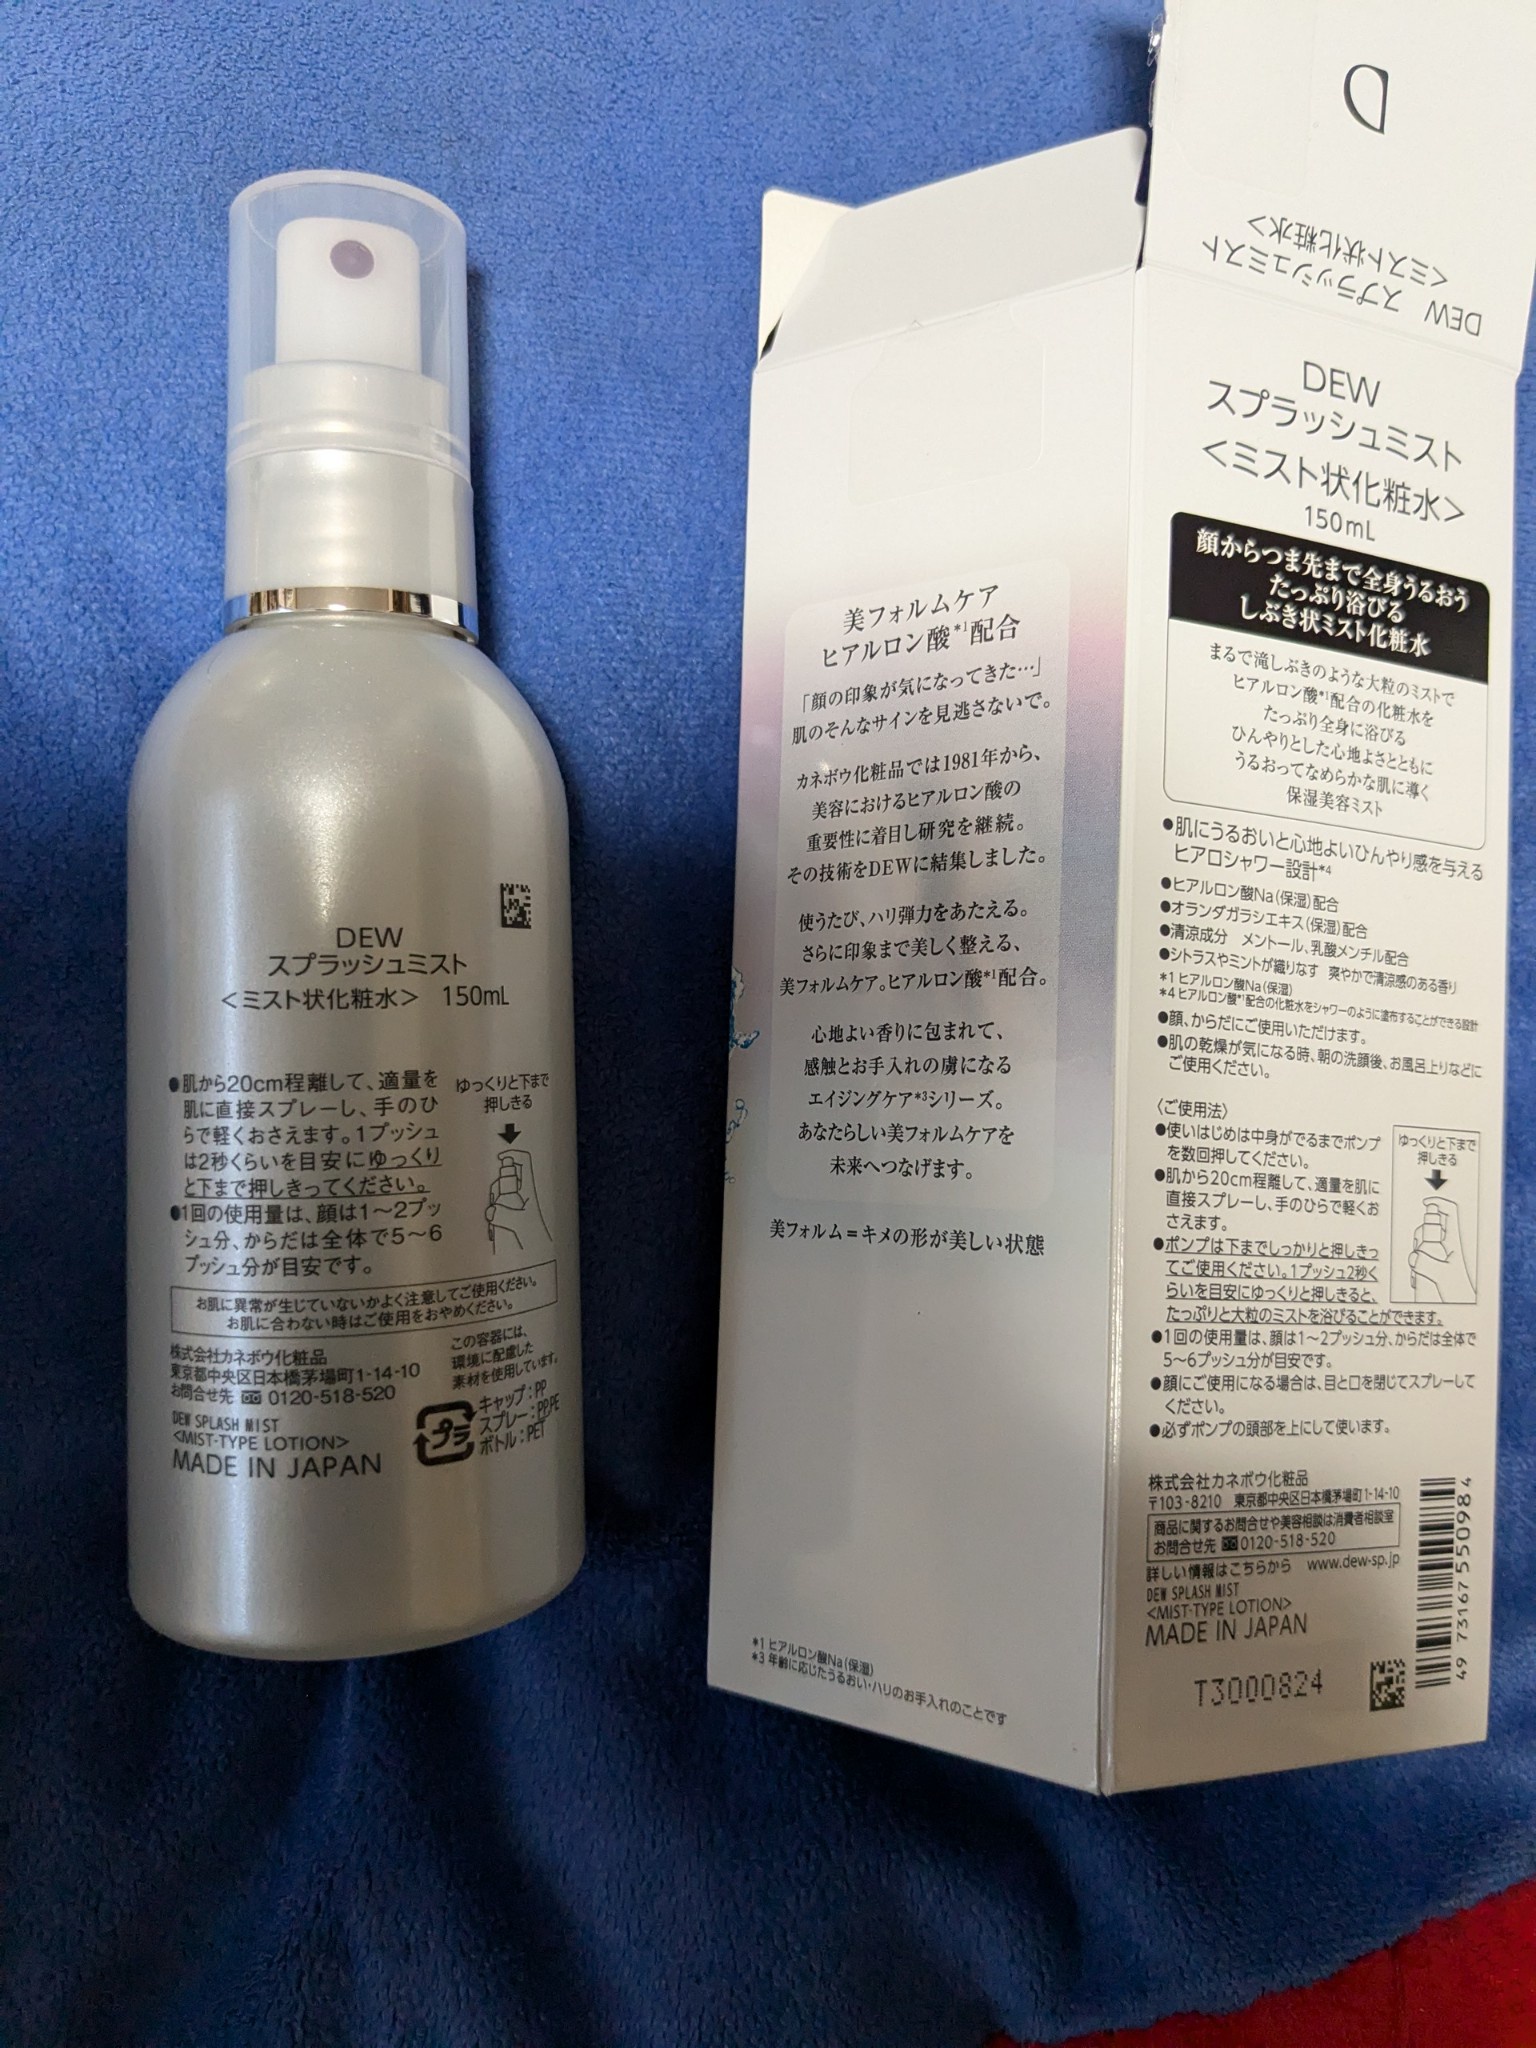 DEW
スプラッシュミスト
<ミスト状化粧水> 150mL
●肌から20cm程離して、適量を
肌に直接スプレーし、手のひ
らで軽くおさえます。1プッシュ
は2秒くらいを目安にゆっくり
と下まで押しきってください。
●1回の使用量は、顔は1〜2プッ
シュ分、からだは全体で5〜6
プッシュ分が目安です。
ゆっくりと下まで
押しきる
お肌に異常が生じていないかよく注意してご使用ください。
お肌に合わない時はご使用をおやめください。
株式会社カネボウ化粧品
東京都中央区日本橋茅場町1-14-10
お問合せ先 0120-518-520
DEW SPLASH MIST
<MIST-TYPE LOTION>
MADE IN JAPAN
この容器には、
環境に配慮した
素材を使用しています。
プラ
キャップ:PP
スプレー:PP,PE
ボトル:PET
美フォルムケア
ヒアルロン酸*1配合
「顔の印象が気になってきた…」
肌のそんなサインを見逃さないで。
カネボウ化粧品では1981年から、
美容におけるヒアルロン酸の
重要性に着目し研究を継続。
その技術をDEWに結集しました。
使うたび、ハリ弾力をあたえる。
さらに印象まで美しく整える、
美フォルムケア。ヒアルロン酸*1配合。
心地よい香りに包まれて、
感触とお手入れの虜になる
エイジングケア*3シリーズ。
あなたらしい美フォルムケアを
未来へつなげます。
美フォルム=キメの形が美しい状態
*1 ヒアルロン酸Na(保湿)
*3 年齢に応じたうるおい・ハリのお手入れのことです
D
DEW スプラッシュミスト
<ミスト状化粧水>
DEW
スプラッシュミスト
<ミスト状化粧水>
150mL
顔からつま先まで全身うるおう
たっぷり浴びる
しぶき状ミスト化粧水
まるで滝しぶきのような大粒のミストで
ヒアルロン酸*1配合の化粧水を
たっぷり全身に浴びる
ひんやりとした心地よさとともに
うるおってなめらかな肌に導く
保湿美容ミスト
●肌にうるおいと心地よいひんやり感を与える
ヒアロシャワー設計*4
●ヒアルロン酸Na(保湿)配合
●オランダガラシエキス(保湿)配合
●清涼成分 メントール、乳酸メンチル配合
●シトラスやミントが織りなす 爽やかで清涼感のある香り
*1 ヒアルロン酸Na(保湿)
*4 ヒアルロン酸*1配合の化粧水をシャワーのように塗布することができる設計
●顔、からだにご使用いただけます。
●肌の乾燥が気になる時、朝の洗顔後、お風呂上りなどに
ご使用ください。
〈ご使用法〉
●使いはじめは中身がでるまでポンプ
を数回押してください。
●肌から20cm程離して、適量を肌に
直接スプレーし、手のひらで軽くお
さえます。
●ポンプは下までしっかりと押しきっ
てご使用ください。1プッシュ2秒く
らいを目安にゆっくりと押しきると、
たっぷりと大粒のミストを浴びることができます。
ゆっくりと下まで
押しきる
●1回の使用量は、顔は1〜2プッシュ分、からだは全体で
5〜6プッシュ分が目安です。
●顔にご使用になる場合は、目と口を閉じてスプレーして
ください。
●必ずポンプの頭部を上にして使います。
株式会社カネボウ化粧品
〒103-8210 東京都中央区日本橋茅場町1-14-10
商品に関するお問合せや美容相談は消費者相談室
お問合せ先 0120-518-520
詳しい情報はこちらから www.dew-sp.jp
DEW SPLASH MIST
<MIST-TYPE LOTION>
MADE IN JAPAN
T3000824
4973167550984